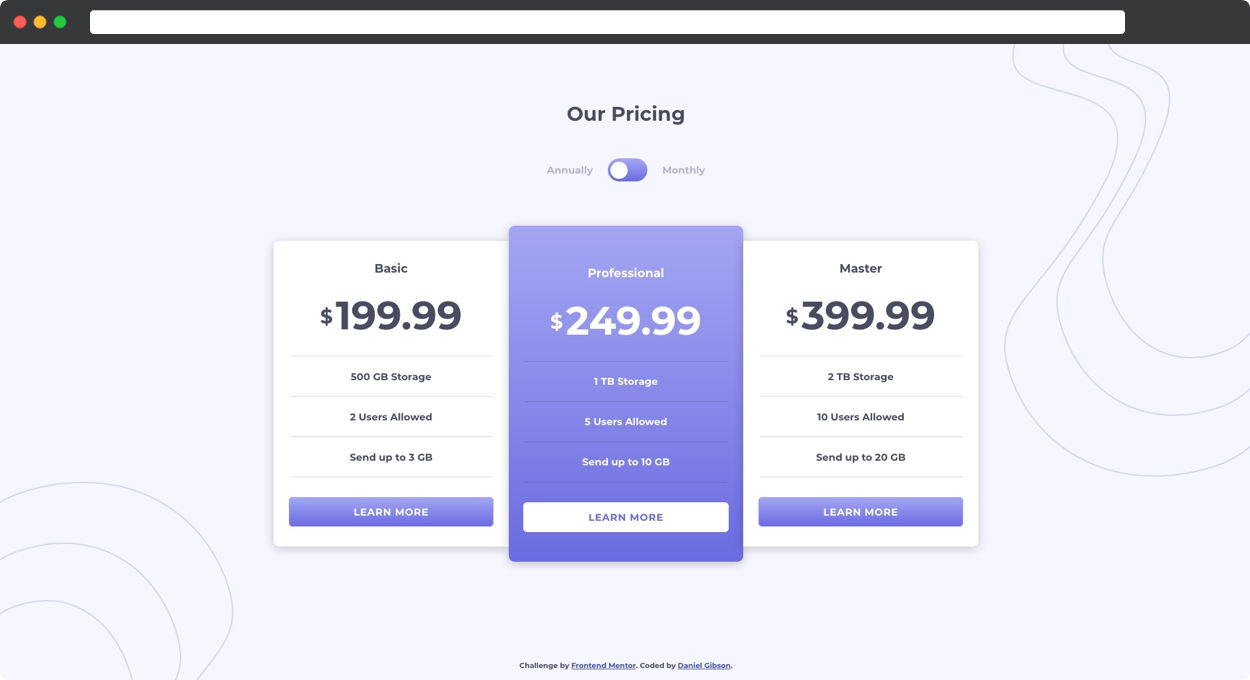 Our Pricing
Annually Monthly
Basic
$199.99
500 GB Storage
2 Users Allowed
Send up to 3 GB
LEARN MORE
Professional
$249.99
1 TB Storage
5 Users Allowed
Send up to 10 GB
LEARN MORE
Master
$399.99
2 TB Storage
10 Users Allowed
Send up to 20 GB
LEARN MORE
Challenge by Frontend Mentor. Coded by Daniel Gibson.